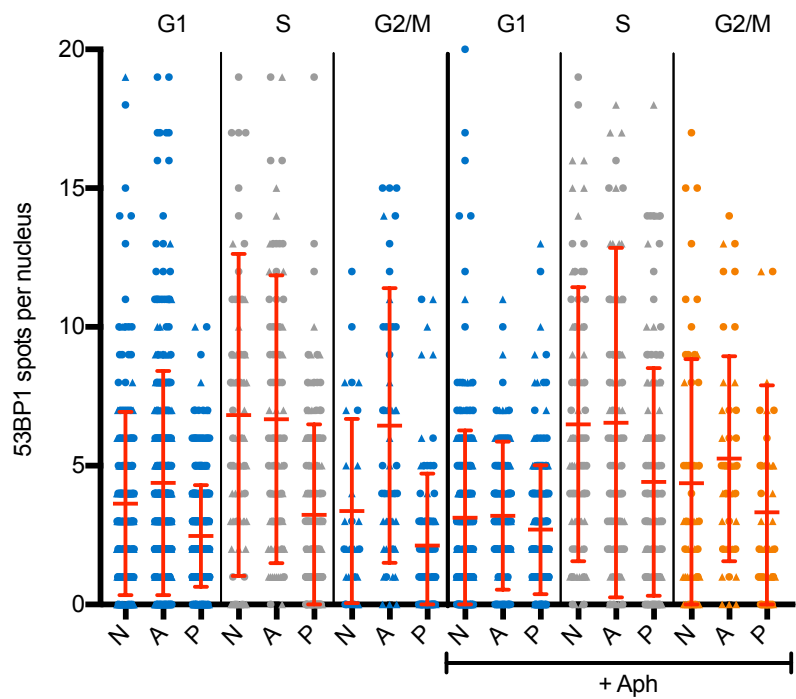 G1 S G2/M G1 S G2/M
20
15
10
5
0
53BP1 spots per nucleus
N A P N A P N A P N A P N A P N A P
+ Aph